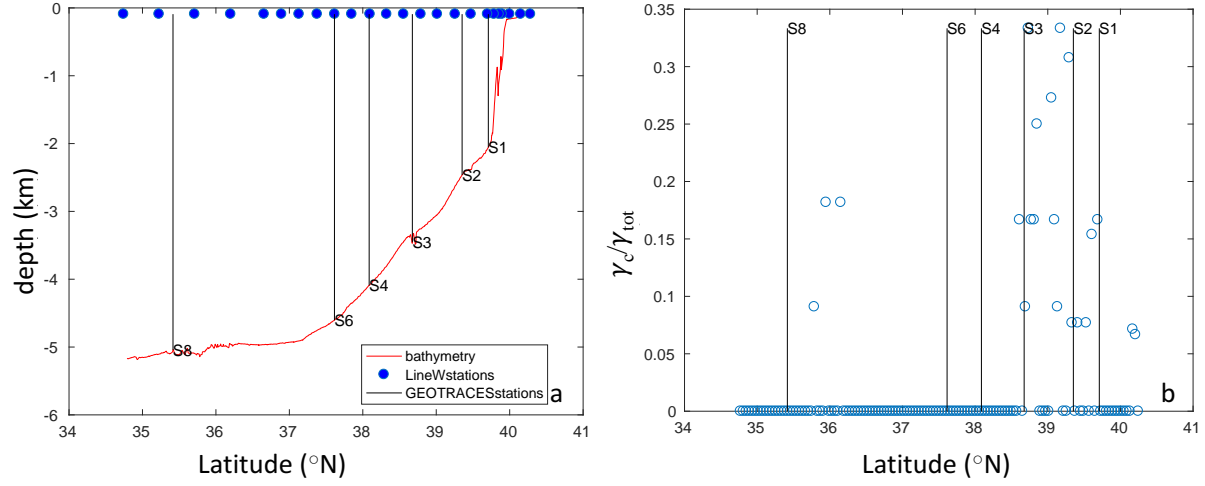 0
-1
-2
-3
-4
-5
-6
depth (km)
S8
S6
S4
S3
S2
S1
bathymetry
LineWstations
GEOTRACESstations
a
34 35 36 37 38 39 40 41
Latitude (°N)
0.35
0.3
0.25
0.2
0.15
0.1
0.05
0
γc/γtot
S8 S6 S4 S3 S2 S1
b
34 35 36 37 38 39 40 41
Latitude (°N)